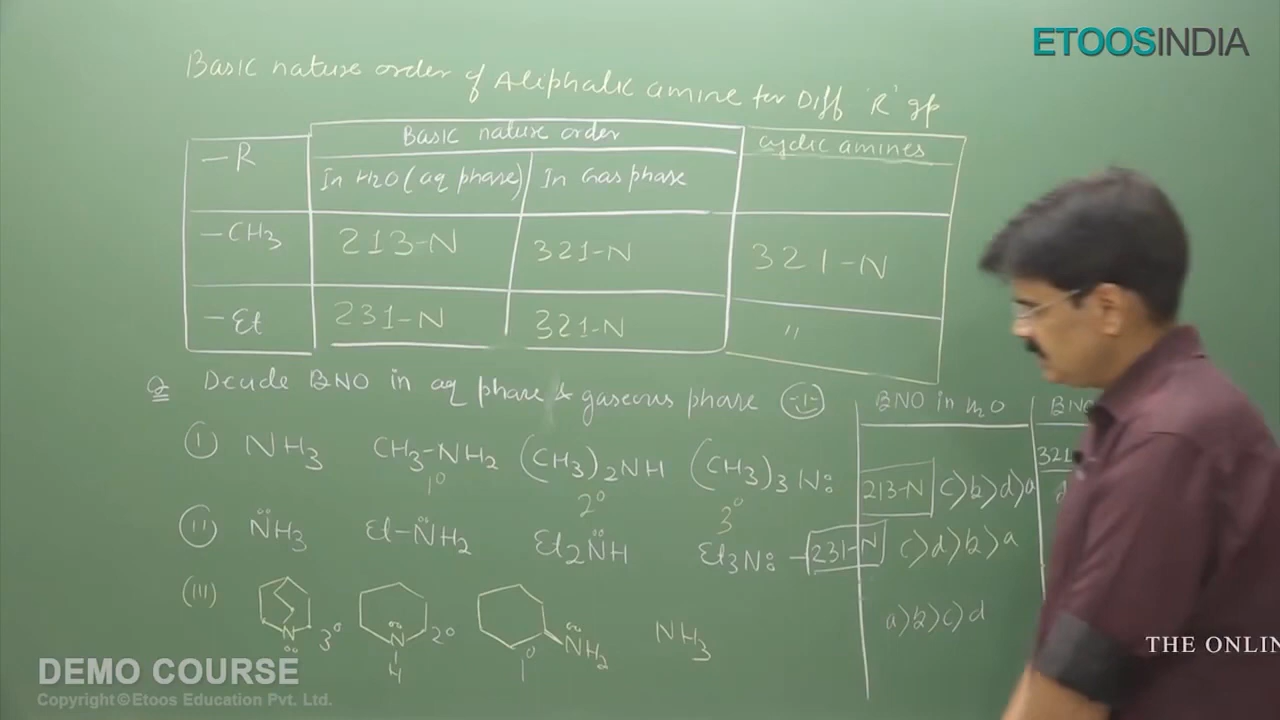 ETOOSINDIA
Basic nature order of Aliphatic amine for Diff 'R' gp
—R
Basic nature order
cyclic amines
In H2O (aq phase)
In Gas phase
—CH3
213-N
321-N
321-N
—Et
231-N
321-N
"
Q Decide BNO in aq phase & gaseous phase
BNO in H2O
BNO
(I) NH3 CH3-NH2 (CH3)2NH (CH3)3N:
1° 2° 3°
213-N c>b>d>a
321
(II) NH3 Et-NH2 Et2NH Et3N: -231-N c>d>b>a
(III) N 3° N H 2° NH2 1° NH3 a>b>c>d
THE ONLIN
DEMO COURSE
Copyright © Etoos Education Pvt. Ltd.